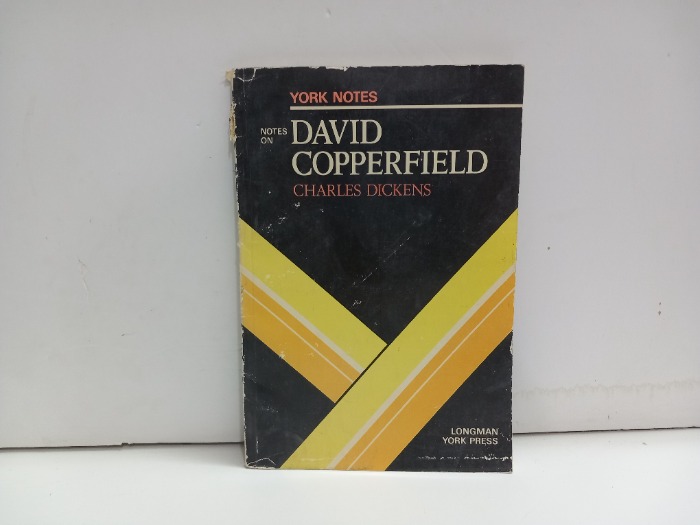 YORK NOTES
NOTES
ON
DAVID
COPPERFIELD
CHARLES DICKENS
LONGMAN
YORK PRESS